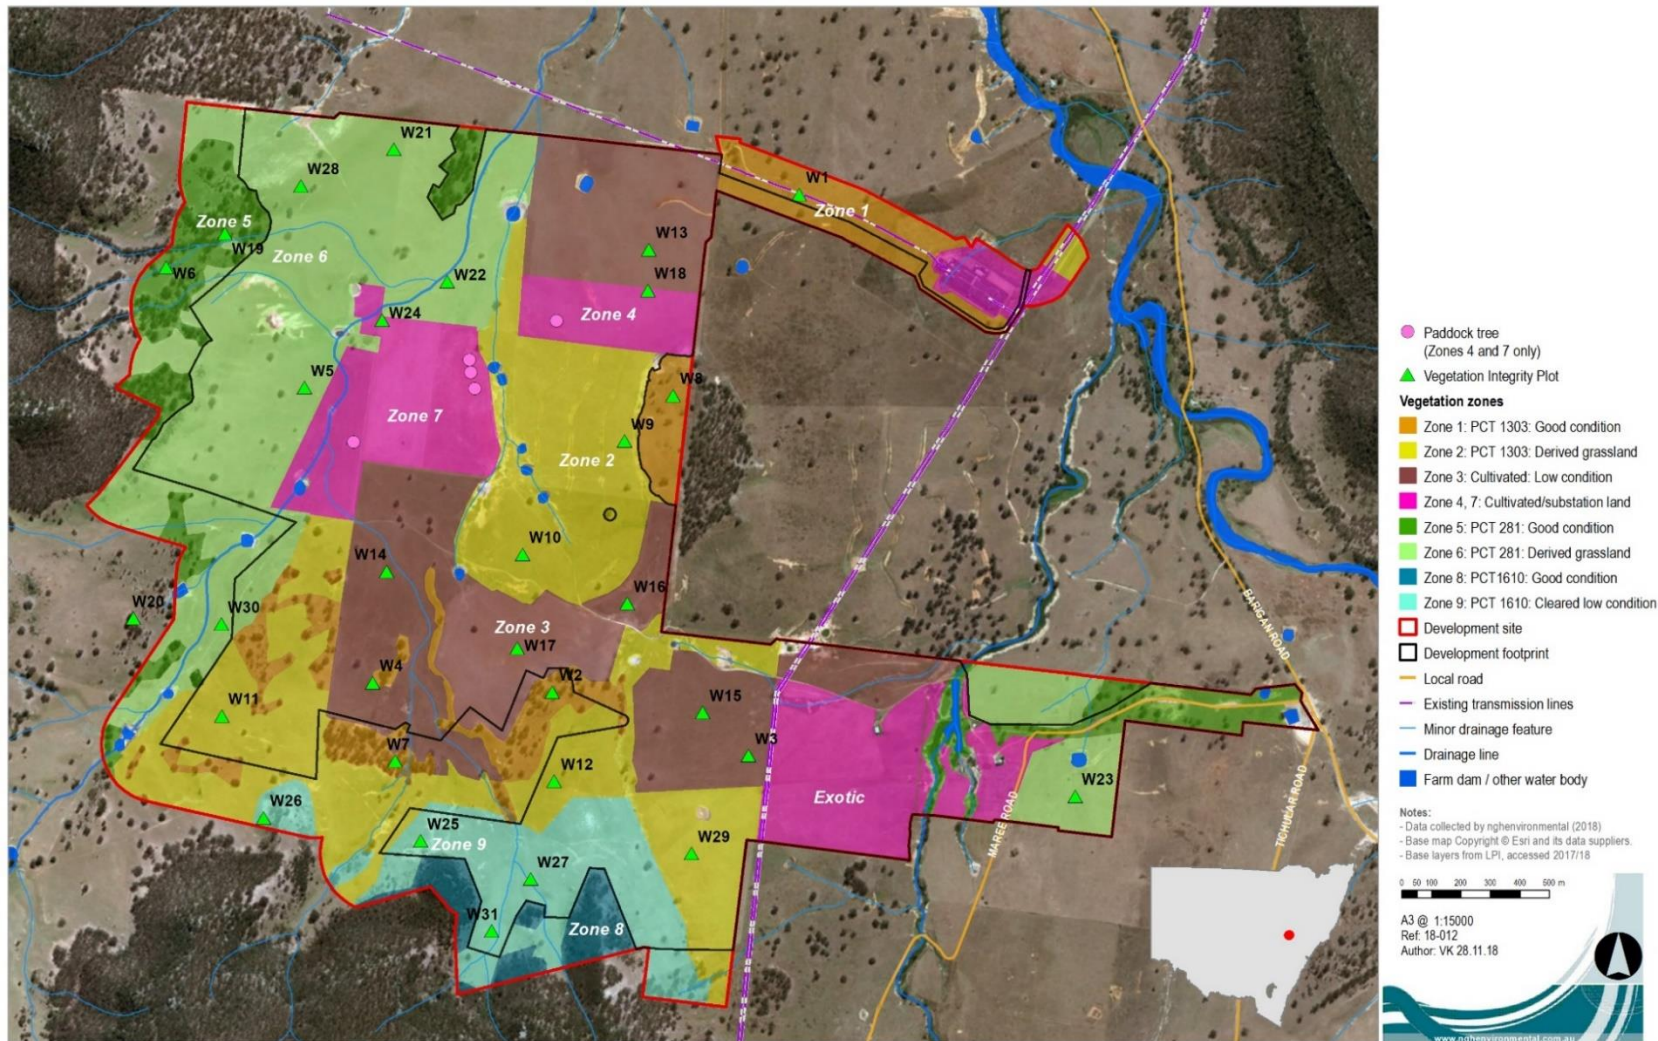 W21
W28
W1
Zone 1
Zone 5
W19
Zone 6
W6
W13
W18
W22
Zone 4
W24
W5
W8
Zone 7
W9
Zone 2
W10
W14
W16
W20
W30
Zone 3
W17
W4
W2
W11
W15
W7
W3
W12
W26
W25
Zone 9
W29
W27
Exotic
W23
W31
Zone 8
BARIGAN ROAD
MAREE ROAD
TICHULAR ROAD
Paddock tree
(Zones 4 and 7 only)
Vegetation Integrity Plot
Vegetation zones
Zone 1: PCT 1303: Good condition
Zone 2: PCT 1303: Derived grassland
Zone 3: Cultivated: Low condition
Zone 4, 7: Cultivated/substation land
Zone 5: PCT 281: Good condition
Zone 6: PCT 281: Derived grassland
Zone 8: PCT1610: Good condition
Zone 9: PCT 1610: Cleared low condition
Development site
Development footprint
Local road
Existing transmission lines
Minor drainage feature
Drainage line
Farm dam / other water body
Notes:
- Data collected by nghenvironmental (2018)
- Base map Copyright © Esri and its data suppliers.
- Base layers from LPI, accessed 2017/18
0 50 100 200 300 400 500 m
A3 @ 1:15000
Ref: 18-012
Author: VK 28.11.18
www.nghenvironmental.com.au